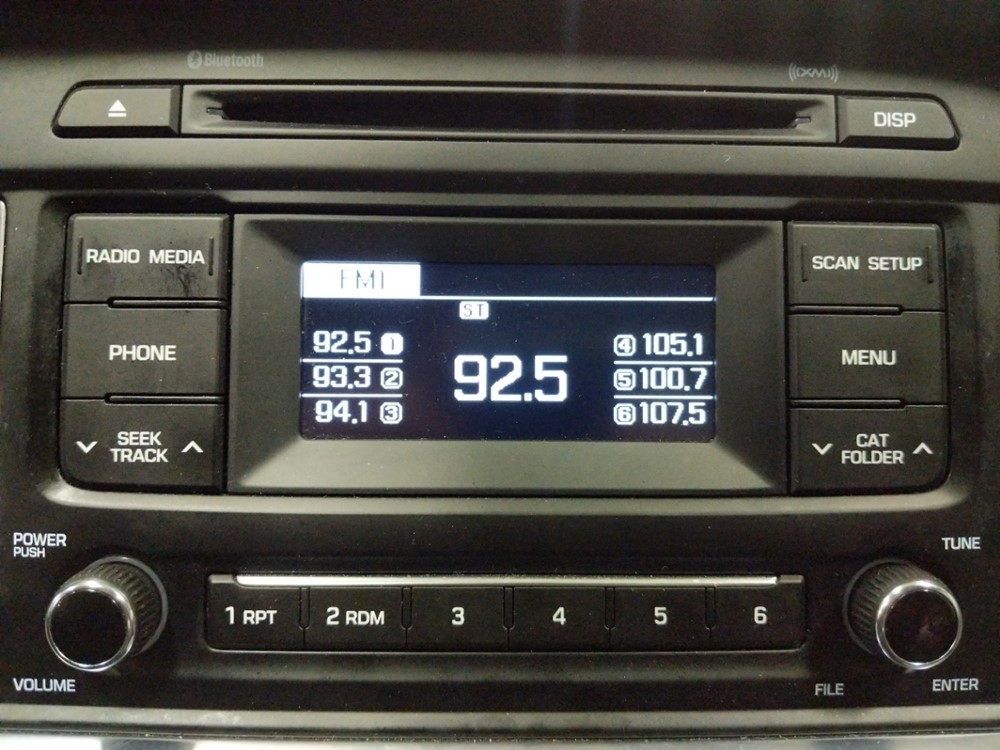 Bluetooth
((XM))
DISP
RADIO MEDIA
SCAN SETUP
FM1
ST
92.5 1
4 105.1
PHONE
93.3 2
92.5
5 100.7
MENU
94.1 3
6 107.5
SEEK
TRACK
CAT
FOLDER
POWER
PUSH
TUNE
1 RPT
2 RDM
3
4
5
6
VOLUME
FILE
ENTER